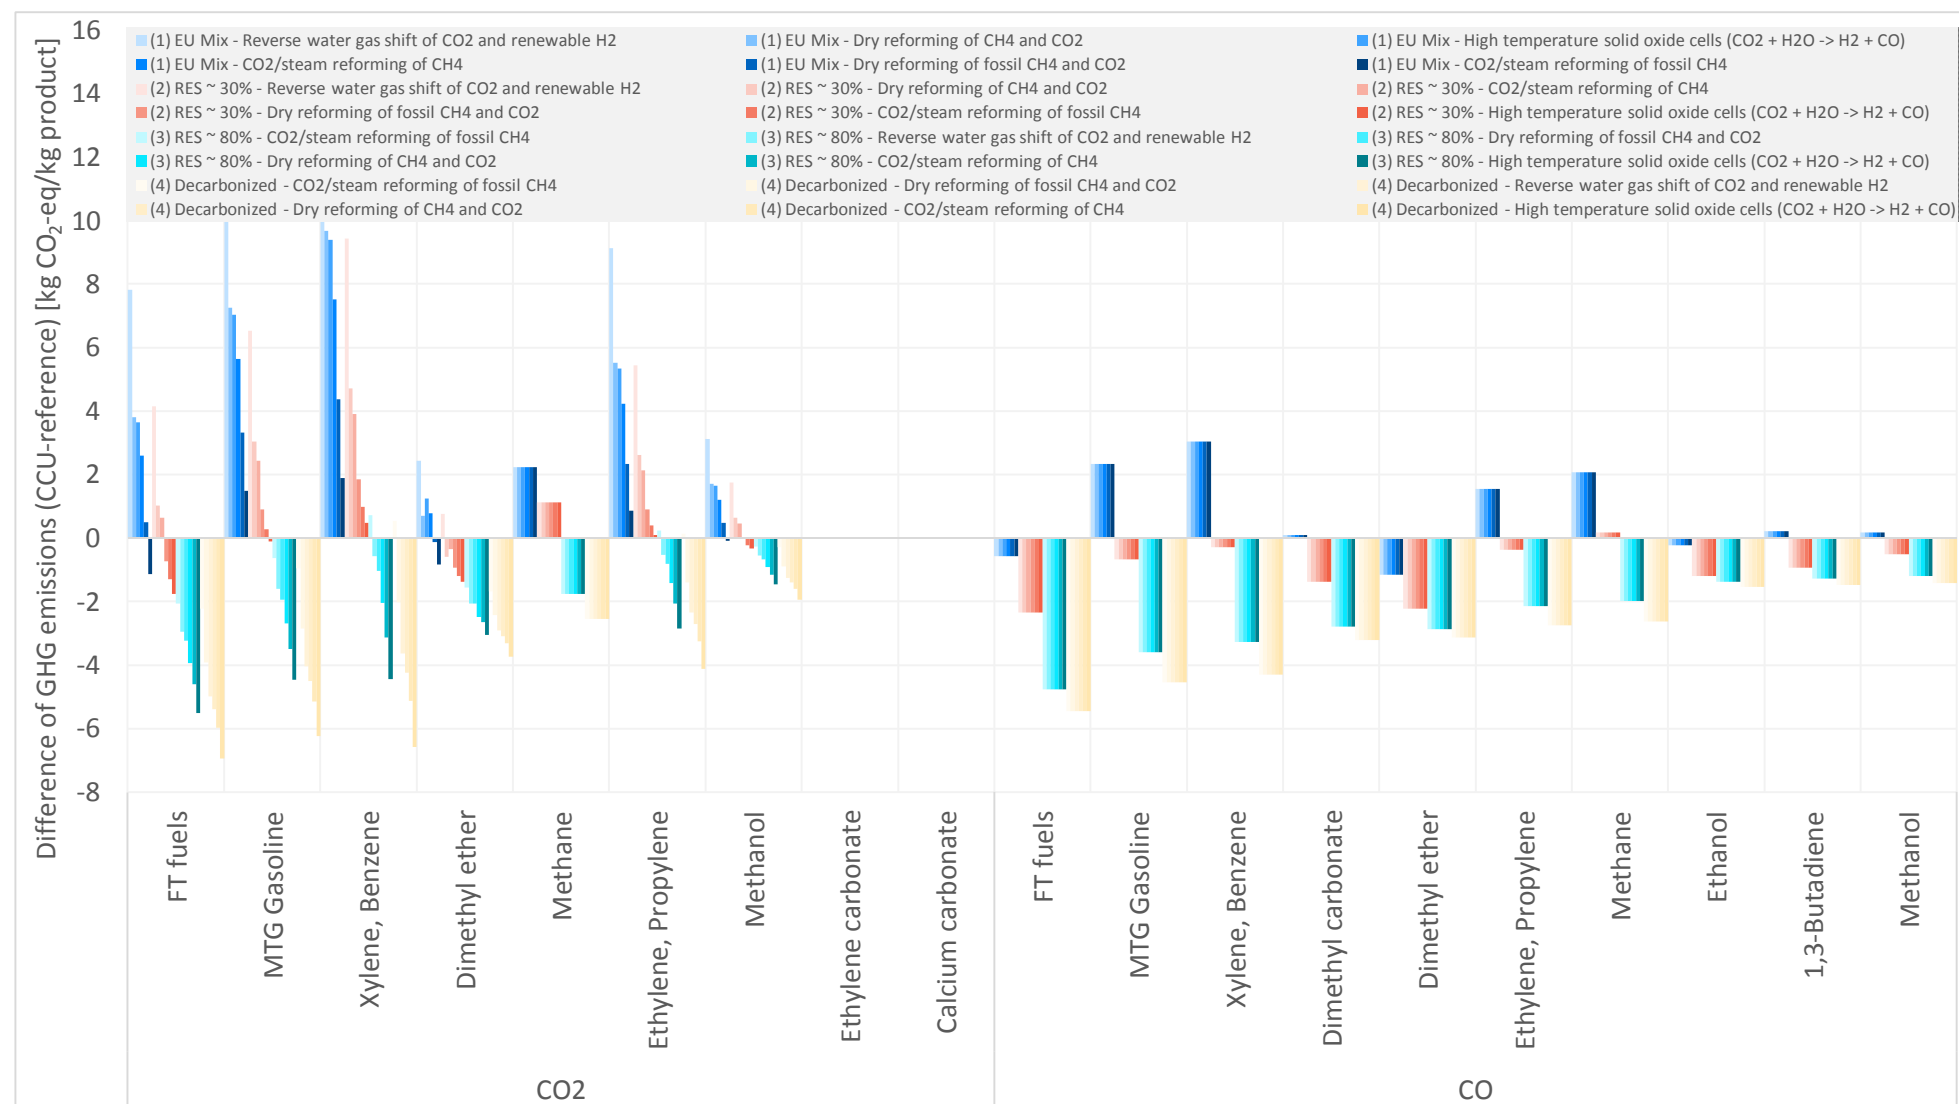 Difference of GHG emissions (CCU-reference) [kg CO2-eq/kg product]
16
14
12
10
8
6
4
2
0
-2
-4
-6
-8
(1) EU Mix - Reverse water gas shift of CO2 and renewable H2
(1) EU Mix - Dry reforming of CH4 and CO2
(1) EU Mix - High temperature solid oxide cells (CO2 + H2O -> H2 + CO)
(1) EU Mix - CO2/steam reforming of CH4
(1) EU Mix - Dry reforming of fossil CH4 and CO2
(1) EU Mix - CO2/steam reforming of fossil CH4
(2) RES ~ 30% - Reverse water gas shift of CO2 and renewable H2
(2) RES ~ 30% - Dry reforming of CH4 and CO2
(2) RES ~ 30% - CO2/steam reforming of CH4
(2) RES ~ 30% - Dry reforming of fossil CH4 and CO2
(2) RES ~ 30% - CO2/steam reforming of fossil CH4
(2) RES ~ 30% - High temperature solid oxide cells (CO2 + H2O -> H2 + CO)
(3) RES ~ 80% - CO2/steam reforming of fossil CH4
(3) RES ~ 80% - Reverse water gas shift of CO2 and renewable H2
(3) RES ~ 80% - Dry reforming of fossil CH4 and CO2
(3) RES ~ 80% - Dry reforming of CH4 and CO2
(3) RES ~ 80% - CO2/steam reforming of CH4
(3) RES ~ 80% - High temperature solid oxide cells (CO2 + H2O -> H2 + CO)
(4) Decarbonized - CO2/steam reforming of fossil CH4
(4) Decarbonized - Dry reforming of fossil CH4 and CO2
(4) Decarbonized - Reverse water gas shift of CO2 and renewable H2
(4) Decarbonized - Dry reforming of CH4 and CO2
(4) Decarbonized - CO2/steam reforming of CH4
(4) Decarbonized - High temperature solid oxide cells (CO2 + H2O -> H2 + CO)
FT fuels
MTG Gasoline
Xylene, Benzene
Dimethyl ether
Methane
Ethylene, Propylene
Methanol
Ethylene carbonate
Calcium carbonate
FT fuels
MTG Gasoline
Xylene, Benzene
Dimethyl carbonate
Dimethyl ether
Ethylene, Propylene
Methane
Ethanol
1,3-Butadiene
Methanol
CO2
CO